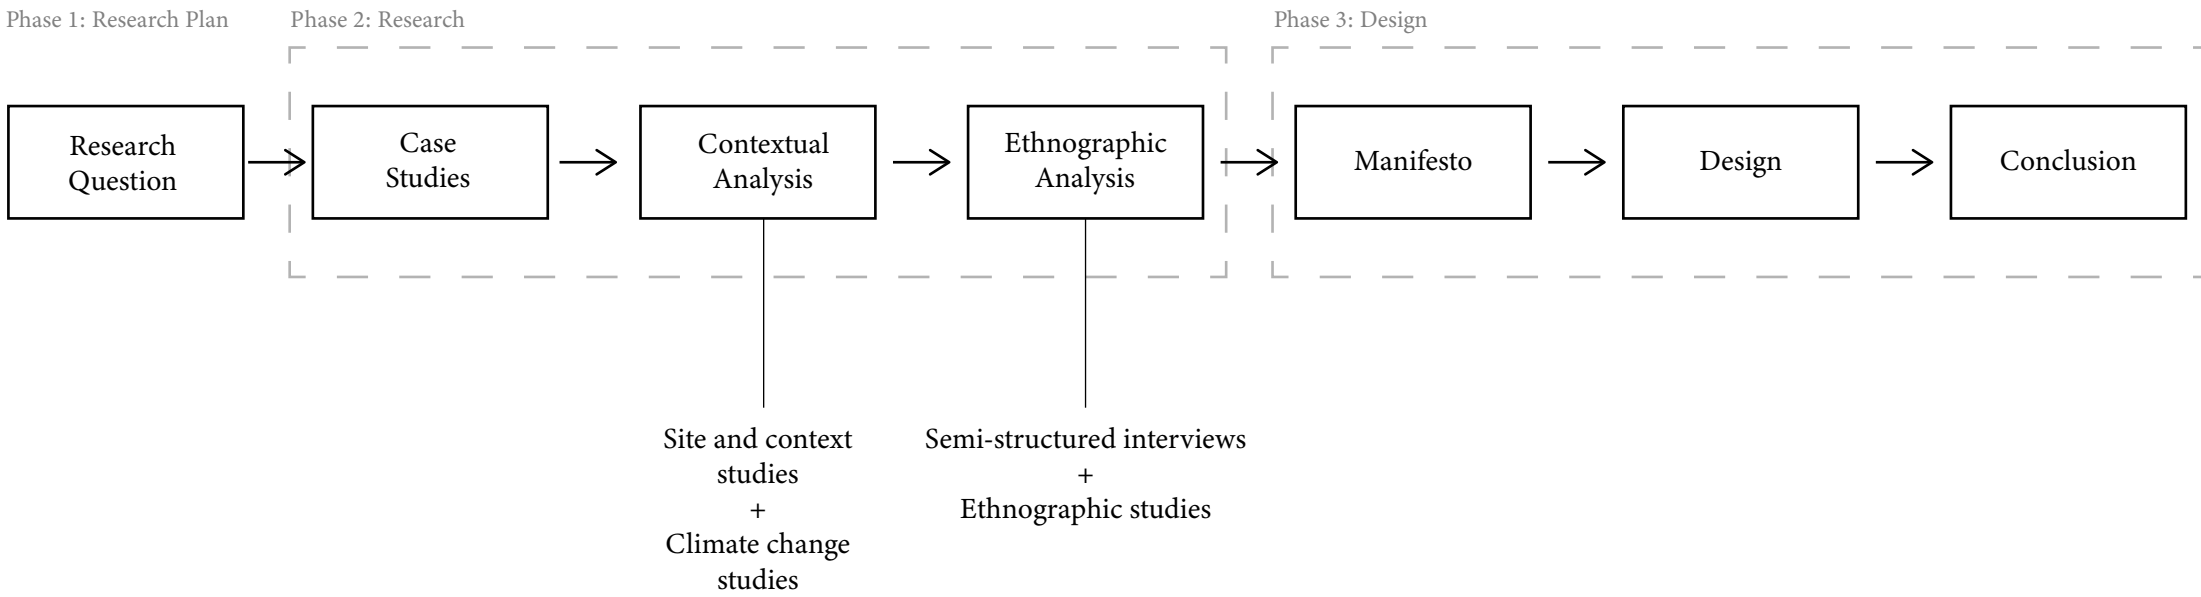 Phase 1: Research Plan
Phase 2: Research
Phase 3: Design
Research
Question
Case
Studies
Contextual
Analysis
Ethnographic
Analysis
Manifesto
Design
Conclusion
Site and context
studies
+
Climate change
studies
Semi-structured interviews
+
Ethnographic studies